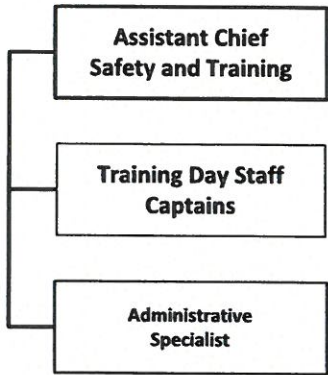 Assistant Chief
Safety and Training
Training Day Staff
Captains
Administrative
Specialist